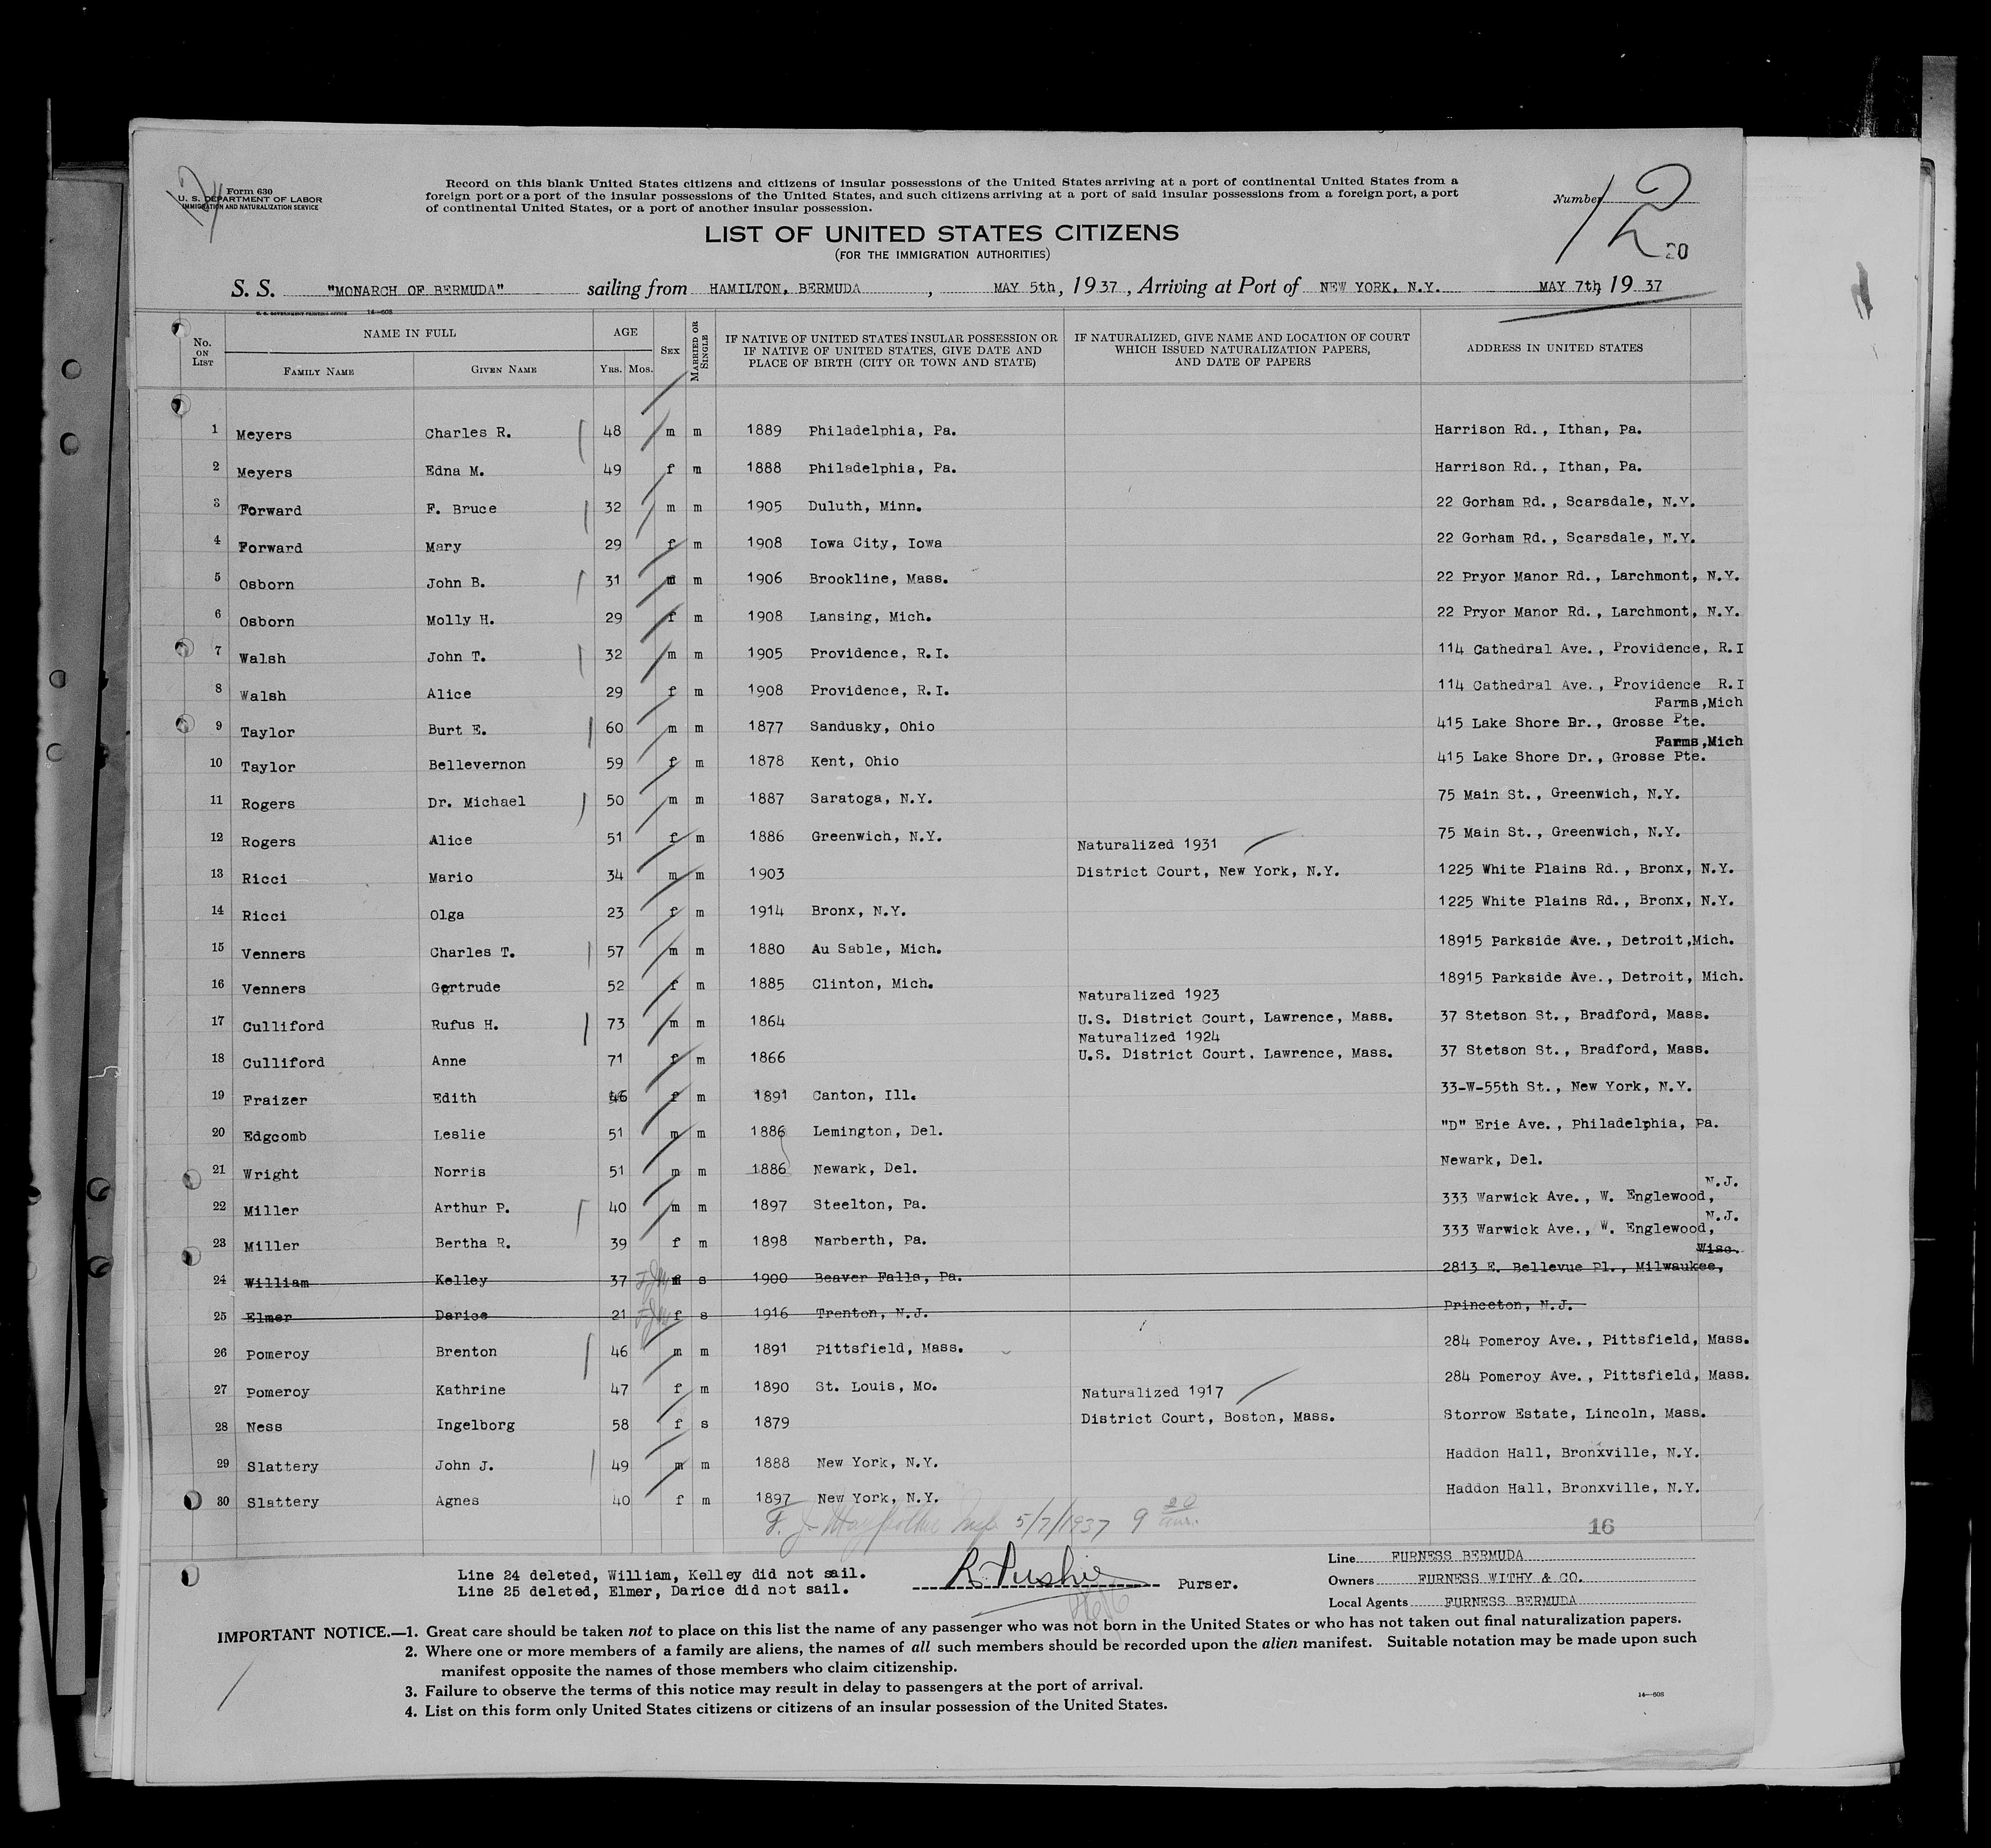 Form 630
U. S. DEPARTMENT OF LABOR
IMMIGRATION AND NATURALIZATION SERVICE
Record on this blank United States citizens and citizens of insular possessions of the United States arriving at a port of continental United States from a
foreign port or a port of the insular possessions of the United States, and such citizens arriving at a port of said insular possessions from a foreign port, a port
of continental United States, or a port of another insular possession.
Number 12
20
LIST OF UNITED STATES CITIZENS
(FOR THE IMMIGRATION AUTHORITIES)
S. S. "MONARCH OF BERMUDA" sailing from HAMILTON, BERMUDA, MAY 5th, 1937, Arriving at Port of NEW YORK, N.Y. MAY 7th, 1937
U. S. GOVERNMENT PRINTING OFFICE 14—608
No. ON LIST NAME IN FULL FAMILY NAME GIVEN NAME AGE YRS. MOS. SEX MARRIED OR SINGLE IF NATIVE OF UNITED STATES INSULAR POSSESSION OR IF NATIVE OF UNITED STATES, GIVE DATE AND PLACE OF BIRTH (CITY OR TOWN AND STATE) IF NATURALIZED, GIVE NAME AND LOCATION OF COURT WHICH ISSUED NATURALIZATION PAPERS, AND DATE OF PAPERS ADDRESS IN UNITED STATES
1 Meyers Charles R. 48 m m 1889 Philadelphia, Pa. Harrison Rd., Ithan, Pa.
2 Meyers Edna M. 49 f m 1888 Philadelphia, Pa. Harrison Rd., Ithan, Pa.
3 Forward F. Bruce 32 m m 1905 Duluth, Minn. 22 Gorham Rd., Scarsdale, N.Y.
4 Forward Mary 29 f m 1908 Iowa City, Iowa 22 Gorham Rd., Scarsdale, N.Y.
5 Osborn John B. 31 m m 1906 Brookline, Mass. 22 Pryor Manor Rd., Larchmont, N.Y.
6 Osborn Molly H. 29 f m 1908 Lansing, Mich. 22 Pryor Manor Rd., Larchmont, N.Y.
7 Walsh John T. 32 m m 1905 Providence, R.I. 114 Cathedral Ave., Providence, R.I
8 Walsh Alice 29 f m 1908 Providence, R.I. 114 Cathedral Ave., Providence R.I
Farms,Mich
9 Taylor Burt E. 60 m m 1877 Sandusky, Ohio 415 Lake Shore Dr., Grosse Pte.
Farms,Mich
10 Taylor Bellevernon 59 f m 1878 Kent, Ohio 415 Lake Shore Dr., Grosse Pte.
11 Rogers Dr. Michael 50 m m 1887 Saratoga, N.Y. 75 Main St., Greenwich, N.Y.
12 Rogers Alice 51 f m 1886 Greenwich, N.Y. 75 Main St., Greenwich, N.Y.
Naturalized 1931
13 Ricci Mario 34 m m 1903 District Court, New York, N.Y. 1225 White Plains Rd., Bronx, N.Y.
14 Ricci Olga 23 f m 1914 Bronx, N.Y. 1225 White Plains Rd., Bronx, N.Y.
15 Venners Charles T. 57 m m 1880 Au Sable, Mich. 18915 Parkside Ave., Detroit,Mich.
16 Venners Gertrude 52 f m 1885 Clinton, Mich. 18915 Parkside Ave., Detroit, Mich.
Naturalized 1923
17 Culliford Rufus H. 73 m m 1864 U.S. District Court, Lawrence, Mass. 37 Stetson St., Bradford, Mass.
Naturalized 1924
18 Culliford Anne 71 f m 1866 U.S. District Court. Lawrence, Mass. 37 Stetson St., Bradford, Mass.
19 Fraizer Edith 46 f m 1891 Canton, Ill. 33-W-55th St., New York, N.Y.
20 Edgcomb Leslie 51 m m 1886 Lemington, Del. "D" Erie Ave., Philadelphia, Pa.
21 Wright Norris 51 m m 1886 Newark, Del. Newark, Del.
N.J.
22 Miller Arthur P. 40 m m 1897 Steelton, Pa. 333 Warwick Ave., W. Englewood,
N.J.
23 Miller Bertha R. 39 f m 1898 Narberth, Pa. 333 Warwick Ave., W. Englewood,
Wisc.
24 William Kelley 37 s 1900 Beaver Falls, Pa. 2813 E. Bellevue Pl., Milwaukee,
25 Elmer Darice 21 f s 1916 Trenton, N.J. Princeton, N.J.
26 Pomeroy Brenton 46 m m 1891 Pittsfield, Mass. 284 Pomeroy Ave., Pittsfield, Mass.
27 Pomeroy Kathrine 47 f m 1890 St. Louis, Mo. 284 Pomeroy Ave., Pittsfield, Mass.
Naturalized 1917
28 Ness Ingelborg 58 f s 1879 District Court, Boston, Mass. Storrow Estate, Lincoln, Mass.
29 Slattery John J. 49 m m 1888 New York, N.Y. Haddon Hall, Bronxville, N.Y.
30 Slattery Agnes 40 f m 1897 New York, N.Y. Haddon Hall, Bronxville, N.Y.
F. J. 5/7/1937 9 20
16
Line 24 deleted, William, Kelley did not sail.
Line 25 deleted, Elmer, Darice did not sail.
R. Pushie Purser.
Line FURNESS BERMUDA
Owners FURNESS WITHY & CO.
Local Agents FURNESS BERMUDA
IMPORTANT NOTICE.—1. Great care should be taken not to place on this list the name of any passenger who was not born in the United States or who has not taken out final naturalization papers.
2. Where one or more members of a family are aliens, the names of all such members should be recorded upon the alien manifest. Suitable notation may be made upon such
manifest opposite the names of those members who claim citizenship.
3. Failure to observe the terms of this notice may result in delay to passengers at the port of arrival.
4. List on this form only United States citizens or citizens of an insular possession of the United States.
14—608